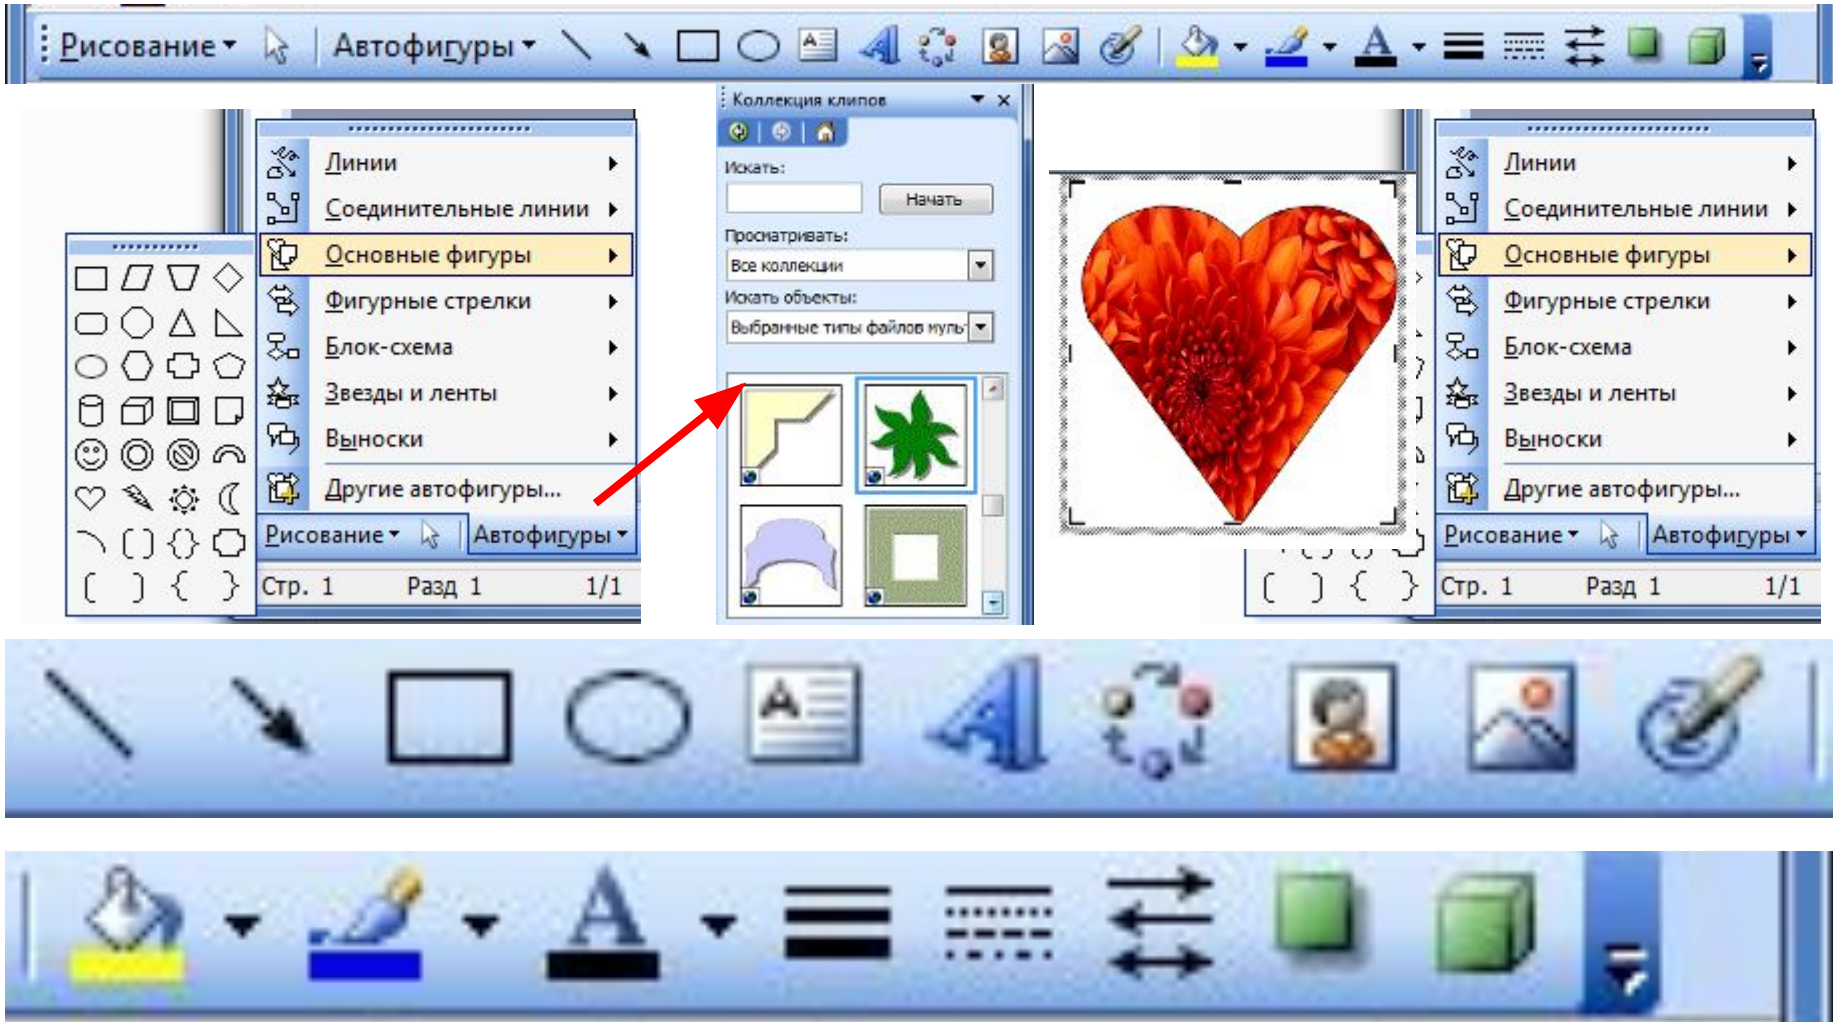 Рисование Автофигуры
Линии
Соединительные линии
Основные фигуры
Фигурные стрелки
Блок-схема
Звезды и ленты
Выноски
Другие автофигуры...
Рисование Автофигуры
Стр. 1 Разд 1 1/1
Коллекция клипов
Искать:
Начать
Просматривать:
Все коллекции
Искать объекты:
Выбранные типы файлов муль
Линии
Соединительные линии
Основные фигуры
Фигурные стрелки
Блок-схема
Звезды и ленты
Выноски
Другие автофигуры...
Рисование Автофигуры
Стр. 1 Разд 1 1/1